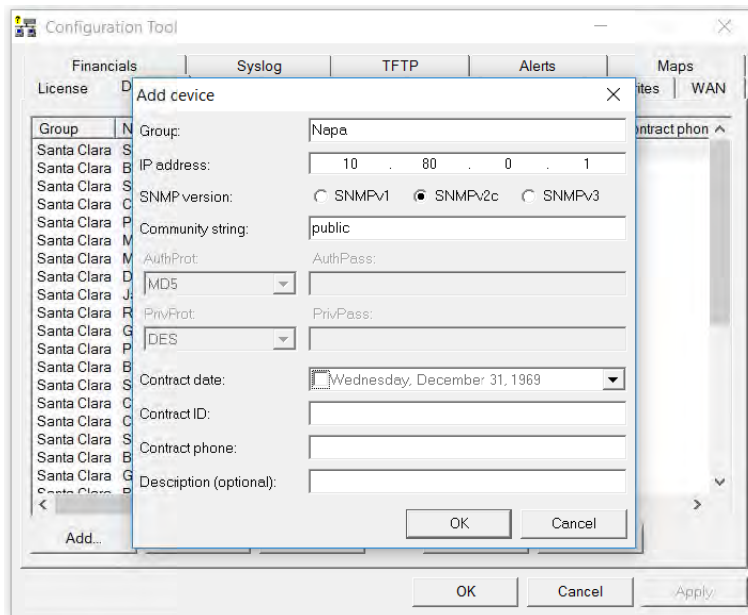 Configuration Tool
Financials Syslog TFTP Alerts Maps
License D ites WAN
Add cevice
Group N ontract phon
Santa Clara S
Santa Clara B
Santa Clara S
Santa Clara C
Santa Clara P
Santa Clara M
Santa Clara M
Santa Clara D
Santa Clara J
Santa Clara R
Santa Clara G
Santa Clara P
Santa Clara B
Santa Clara S
Santa Clara C
Santa Clara C
Santa Clara S
Santa Clara B
Santa Clara G
Santa Clara B
Group: Napa
IP address: 10 . 80 . 0 . 1
SNMP version: SNMPv1 SNMPv2c SNMPv3
Community string: public
AuthProt: AuthPass:
MD5
PrivProt: PrivPass:
DES
Contract date: Wednesday, December 31, 1969
Contract ID:
Contract phone:
Description (optional):
OK Cancel
Add...
OK Cancel Apply